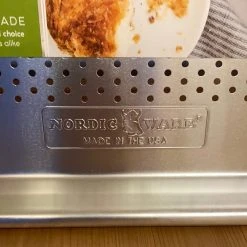 ADE
choice
s alike
NORDIC WARE®
MADE IN THE USA